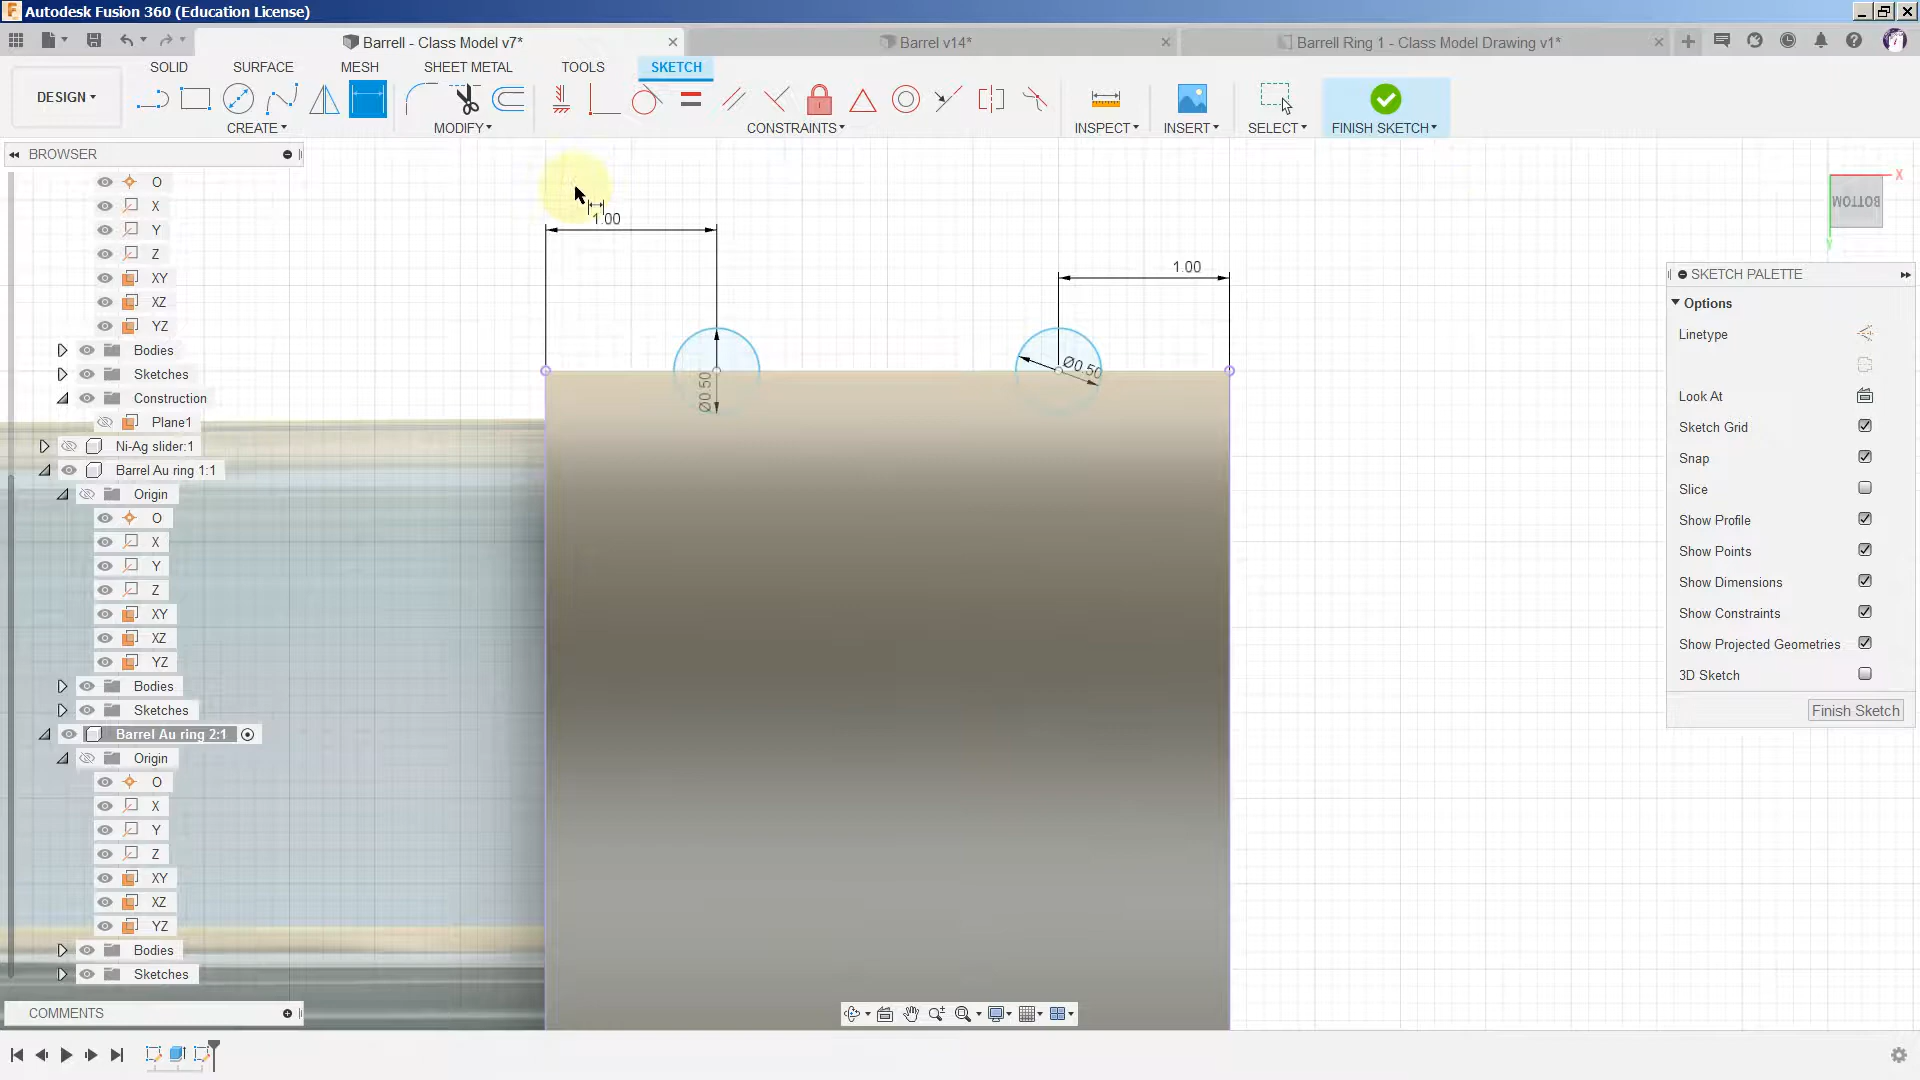 Autodesk Fusion 360 (Education License)
Barrell - Class Model v7*
Barrel v14*
Barrell Ring 1 - Class Model Drawing v1*
DESIGN
SOLID
SURFACE
MESH
SHEET METAL
TOOLS
SKETCH
CREATE
MODIFY
CONSTRAINTS
INSPECT
INSERT
SELECT
FINISH SKETCH
BROWSER
O
X
Y
Z
XY
XZ
YZ
Bodies
Sketches
Construction
Plane1
Ni-Ag slider:1
Barrel Au ring 1:1
Origin
O
X
Y
Z
XY
XZ
YZ
Bodies
Sketches
Barrel Au ring 2:1
Origin
O
X
Y
Z
XY
XZ
YZ
Bodies
Sketches
COMMENTS
1.00
1.00
Ø0.50
Ø0.50
BOTTOM
X
Y
SKETCH PALETTE
Options
Linetype
Look At
Sketch Grid
Snap
Slice
Show Profile
Show Points
Show Dimensions
Show Constraints
Show Projected Geometries
3D Sketch
Finish Sketch